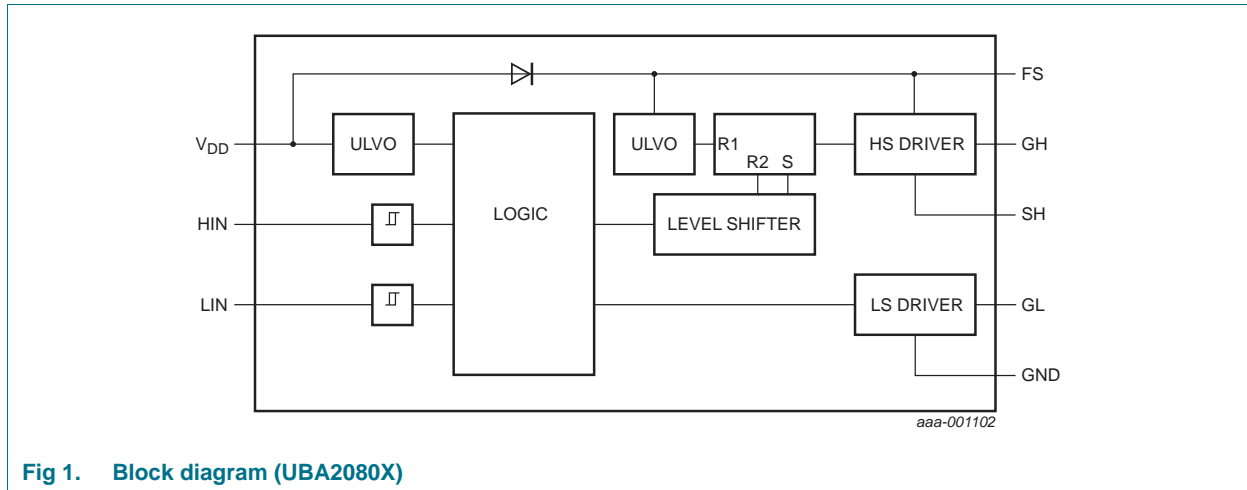 FS
V_DD
ULVO
ULVO
R1
R2 S
HS DRIVER
GH
HIN
LOGIC
LEVEL SHIFTER
SH
LIN
LS DRIVER
GL
GND
aaa-001102
Fig 1. Block diagram (UBA2080X)